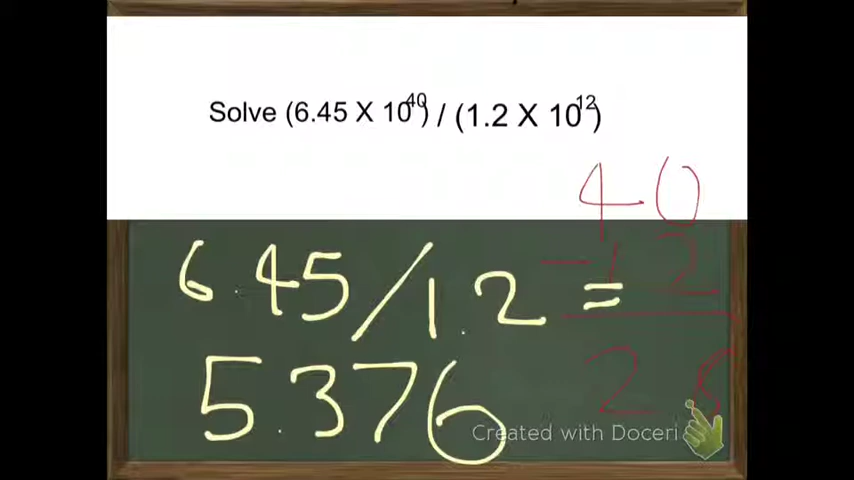 Solve (6.45 X 10^40) / (1.2 X 10^12)
40
- 12
28
6.45/1.2 =
5.376
Created with Doceri